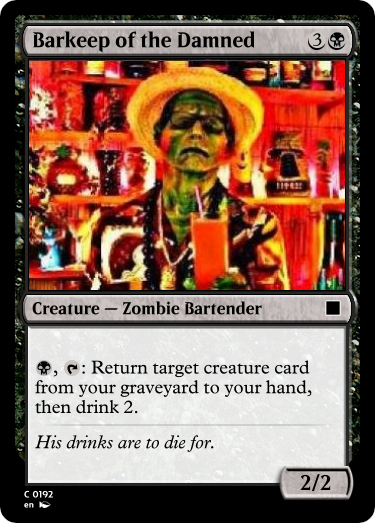 Barkeep of the Damned 3
Creature — Zombie Bartender
, : Return target creature card
from your graveyard to your hand,
then drink 2.
His drinks are to die for.
2/2
C 0192
en